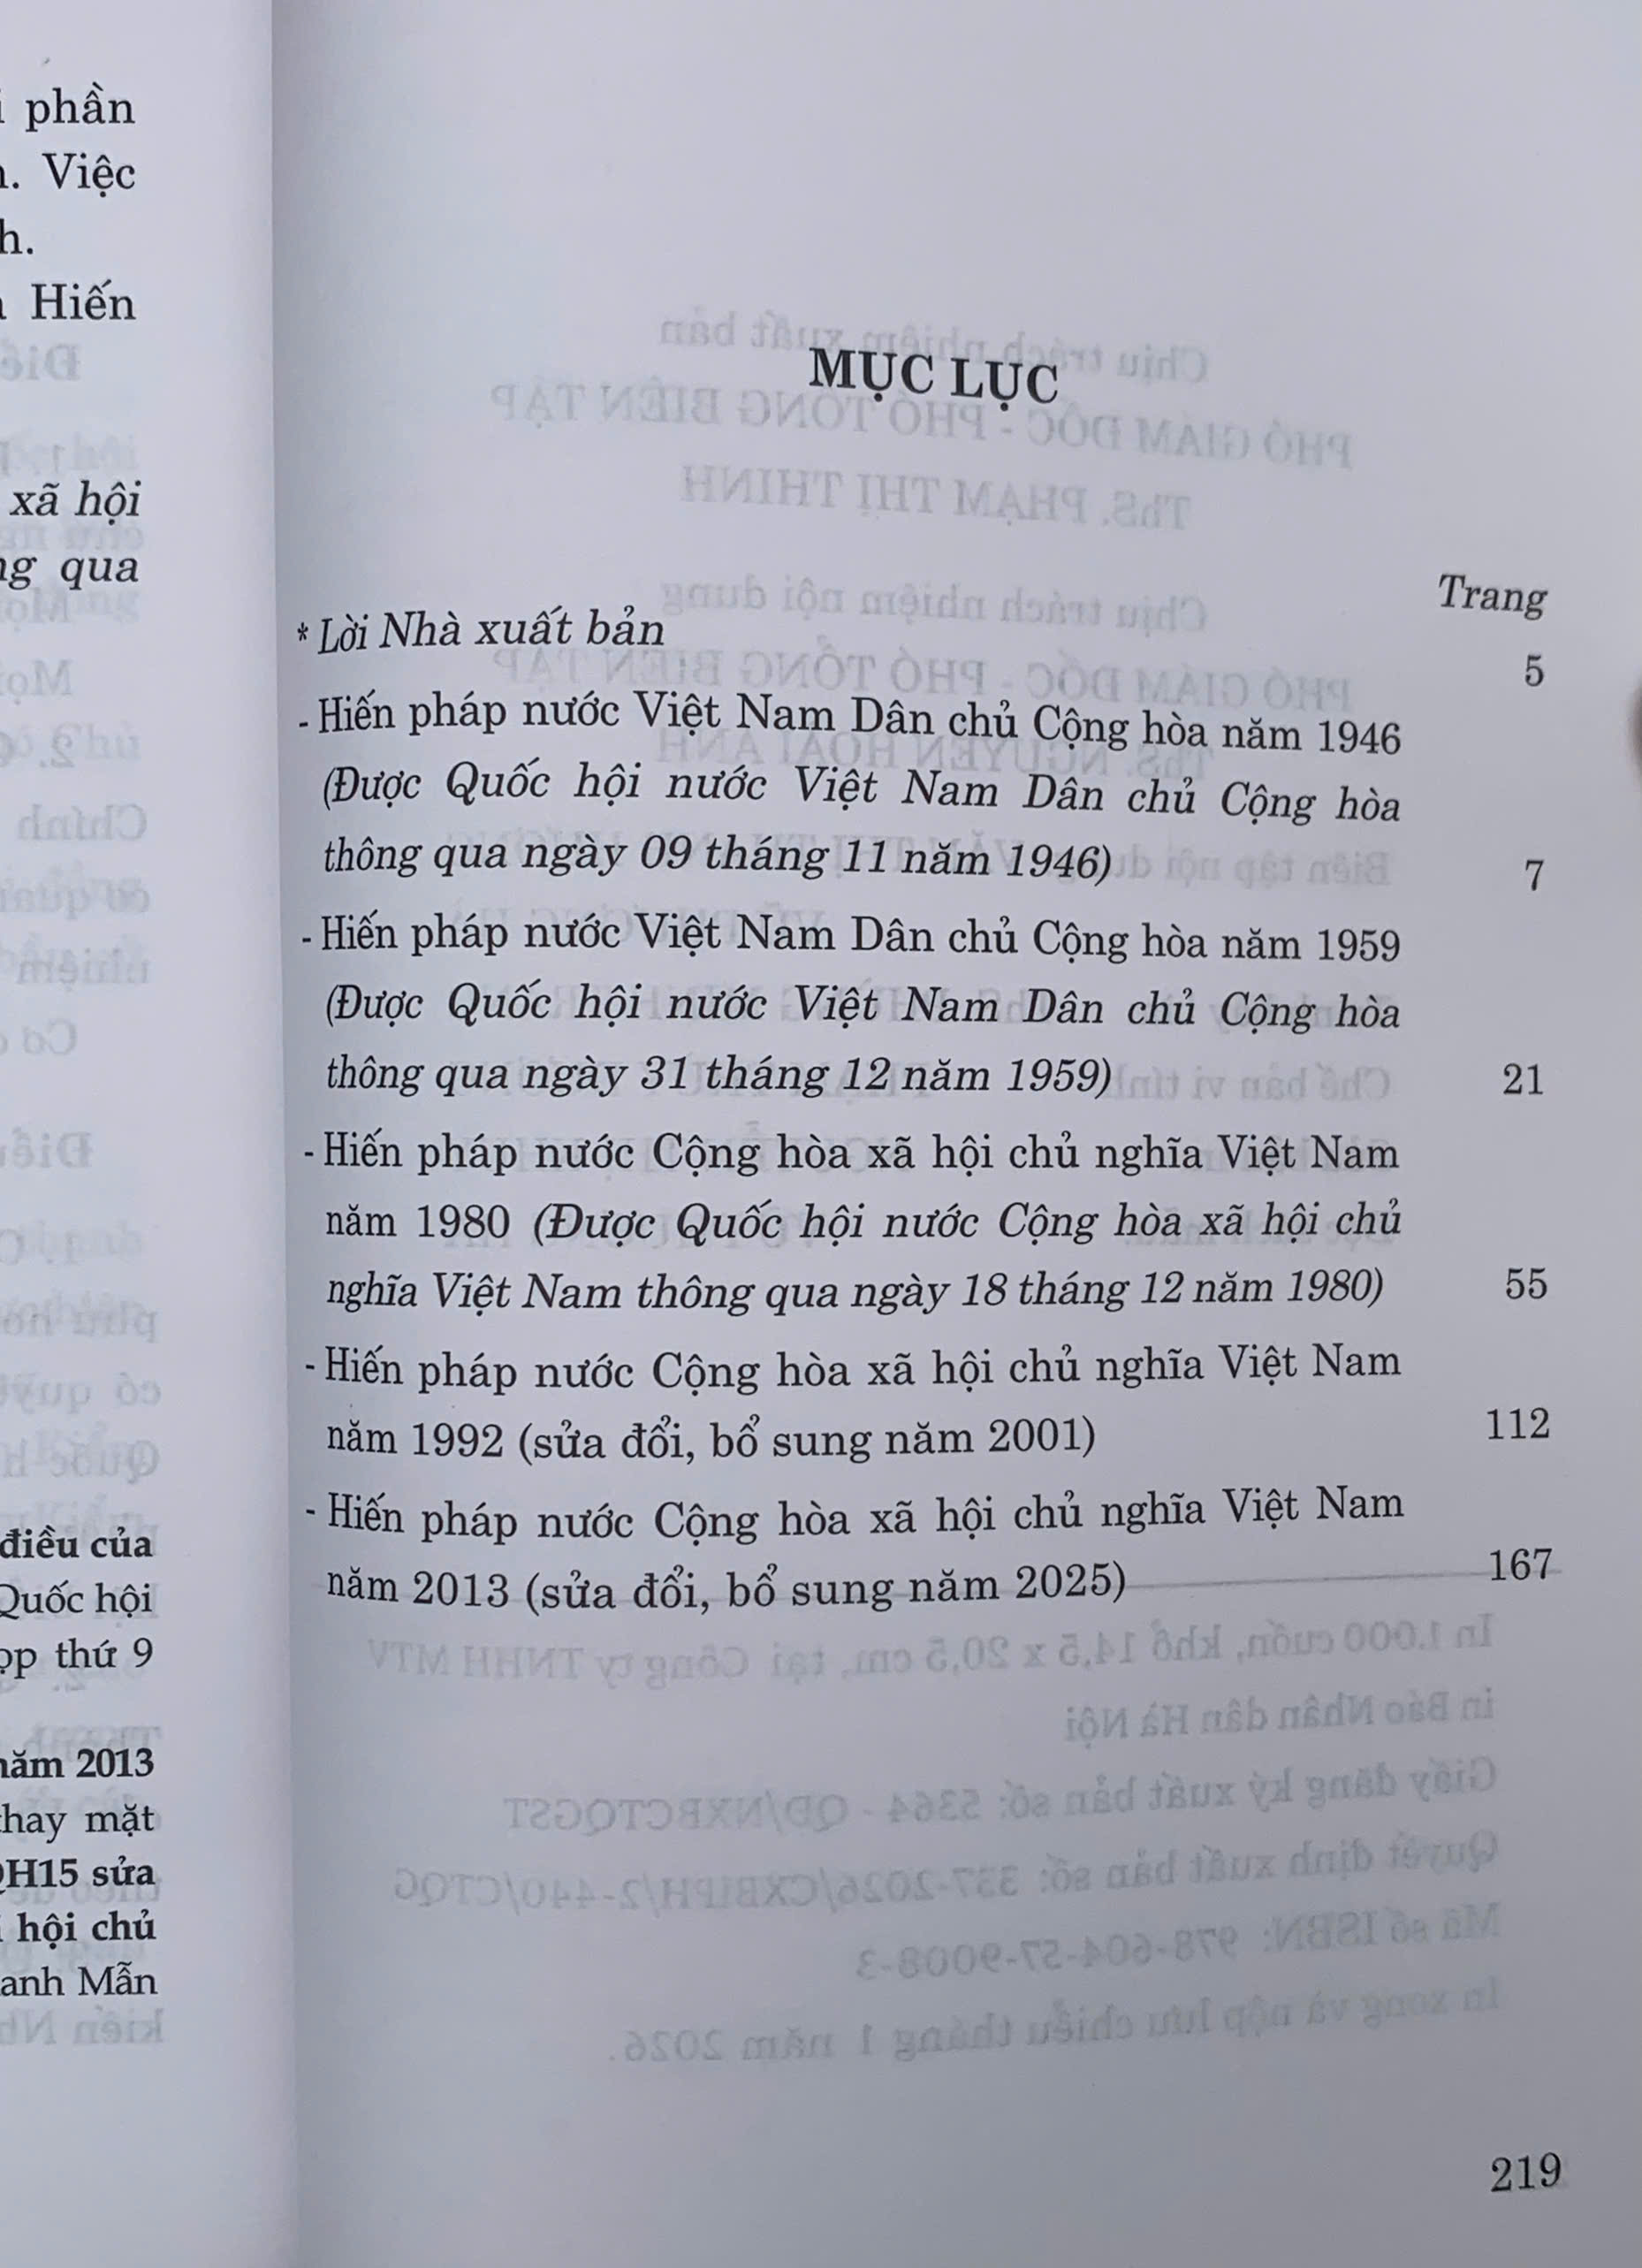 phần
Việc
h.
Hiến
xã hội
ng qua
điều của
Quốc hội
ọp thứ 9
năm 2013
thay mặt
QH15 sửa
hội chủ
anh Mẫn
MỤC LỤC
Trang
* Lời Nhà xuất bản 5
- Hiến pháp nước Việt Nam Dân chủ Cộng hòa năm 1946
(Được Quốc hội nước Việt Nam Dân chủ Cộng hòa
thông qua ngày 09 tháng 11 năm 1946) 7
- Hiến pháp nước Việt Nam Dân chủ Cộng hòa năm 1959
(Được Quốc hội nước Việt Nam Dân chủ Cộng hòa
thông qua ngày 31 tháng 12 năm 1959) 21
- Hiến pháp nước Cộng hòa xã hội chủ nghĩa Việt Nam
năm 1980 (Được Quốc hội nước Cộng hòa xã hội chủ
nghĩa Việt Nam thông qua ngày 18 tháng 12 năm 1980) 55
- Hiến pháp nước Cộng hòa xã hội chủ nghĩa Việt Nam
năm 1992 (sửa đổi, bổ sung năm 2001) 112
- Hiến pháp nước Cộng hòa xã hội chủ nghĩa Việt Nam
năm 2013 (sửa đổi, bổ sung năm 2025) 167
219